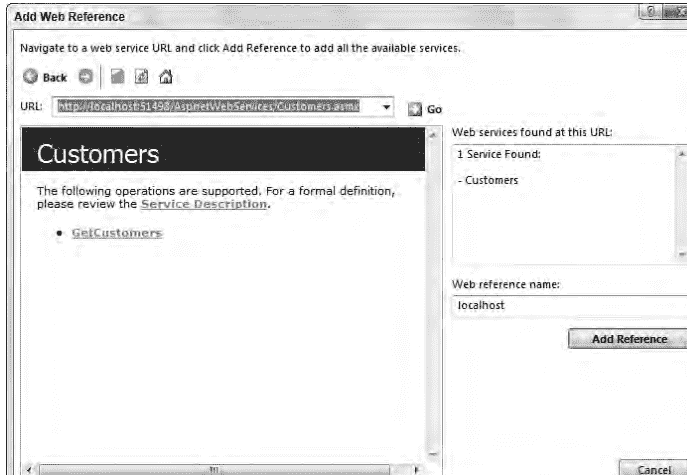 Add Web Reference
Navigate to a web service URL and click Add Reference to add all the available services.
Back
URL: http://localhost:51498/AspnetWebServices/Customers.asmx
Go
Customers
The following operations are supported. For a formal definition,
please review the Service Description.
• GetCustomers
Web services found at this URL:
1 Service Found:
- Customers
Web reference name:
localhost
Add Reference
Cancel